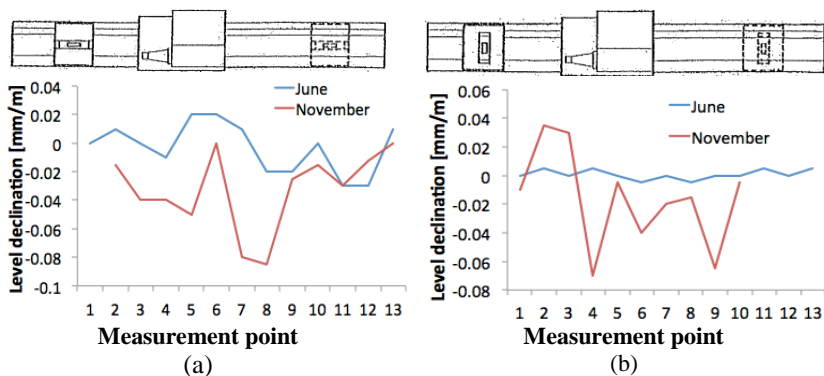 0.04
0.02
0
-0.02
-0.04
-0.06
-0.08
-0.1
Level declination [mm/m]
June
November
1 2 3 4 5 6 7 8 9 10 11 12 13
Measurement point
(a)
0.06
0.04
0.02
0
-0.02
-0.04
-0.06
-0.08
Level declination [mm/m]
June
November
1 2 3 4 5 6 7 8 9 10 11 12 13
Measurement point
(b)